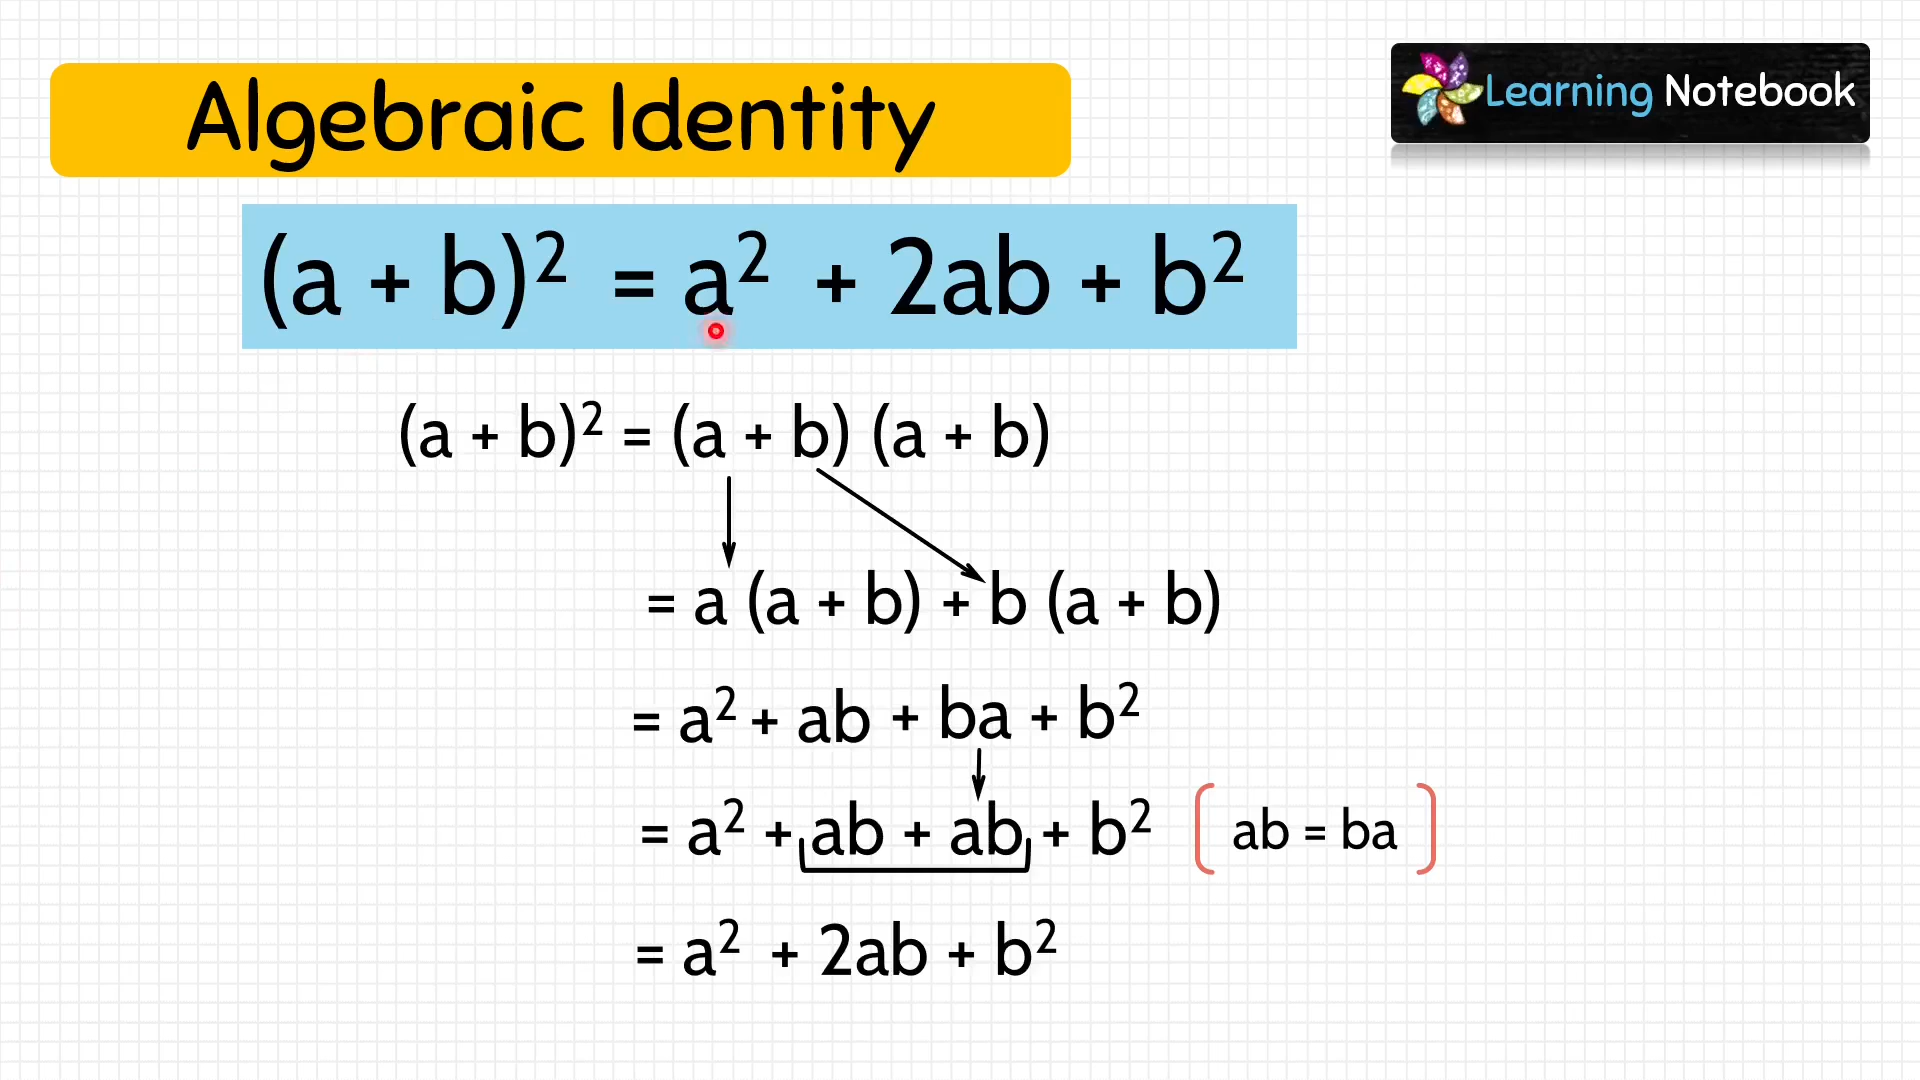 Algebraic Identity
Learning Notebook
(a + b)² = a² + 2ab + b²
(a + b)² = (a + b) (a + b)
= a (a + b) + b (a + b)
= a² + ab + ba + b²
= a² + ab + ab + b² [ ab = ba ]
= a² + 2ab + b²